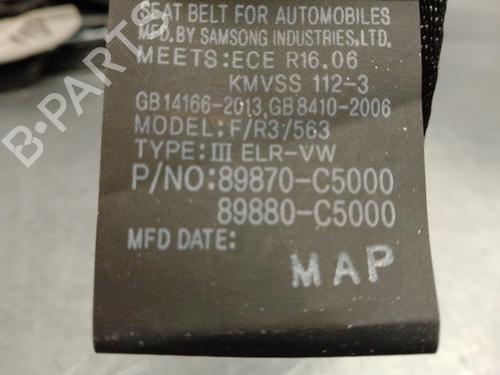 SEAT BELT FOR AUTOMOBILES
MFD.BY SAMSONG INDUSTRIES,LTD.
MEETS:ECE R16.06
KMVSS 112-3
GB14166-2013,GB8410-2006
MODEL:F/R3/563
TYPE:III ELR-VW
P/NO:89870-C5000
89880-C5000
MFD DATE:
MAP
B-PARTS
B-PARTS